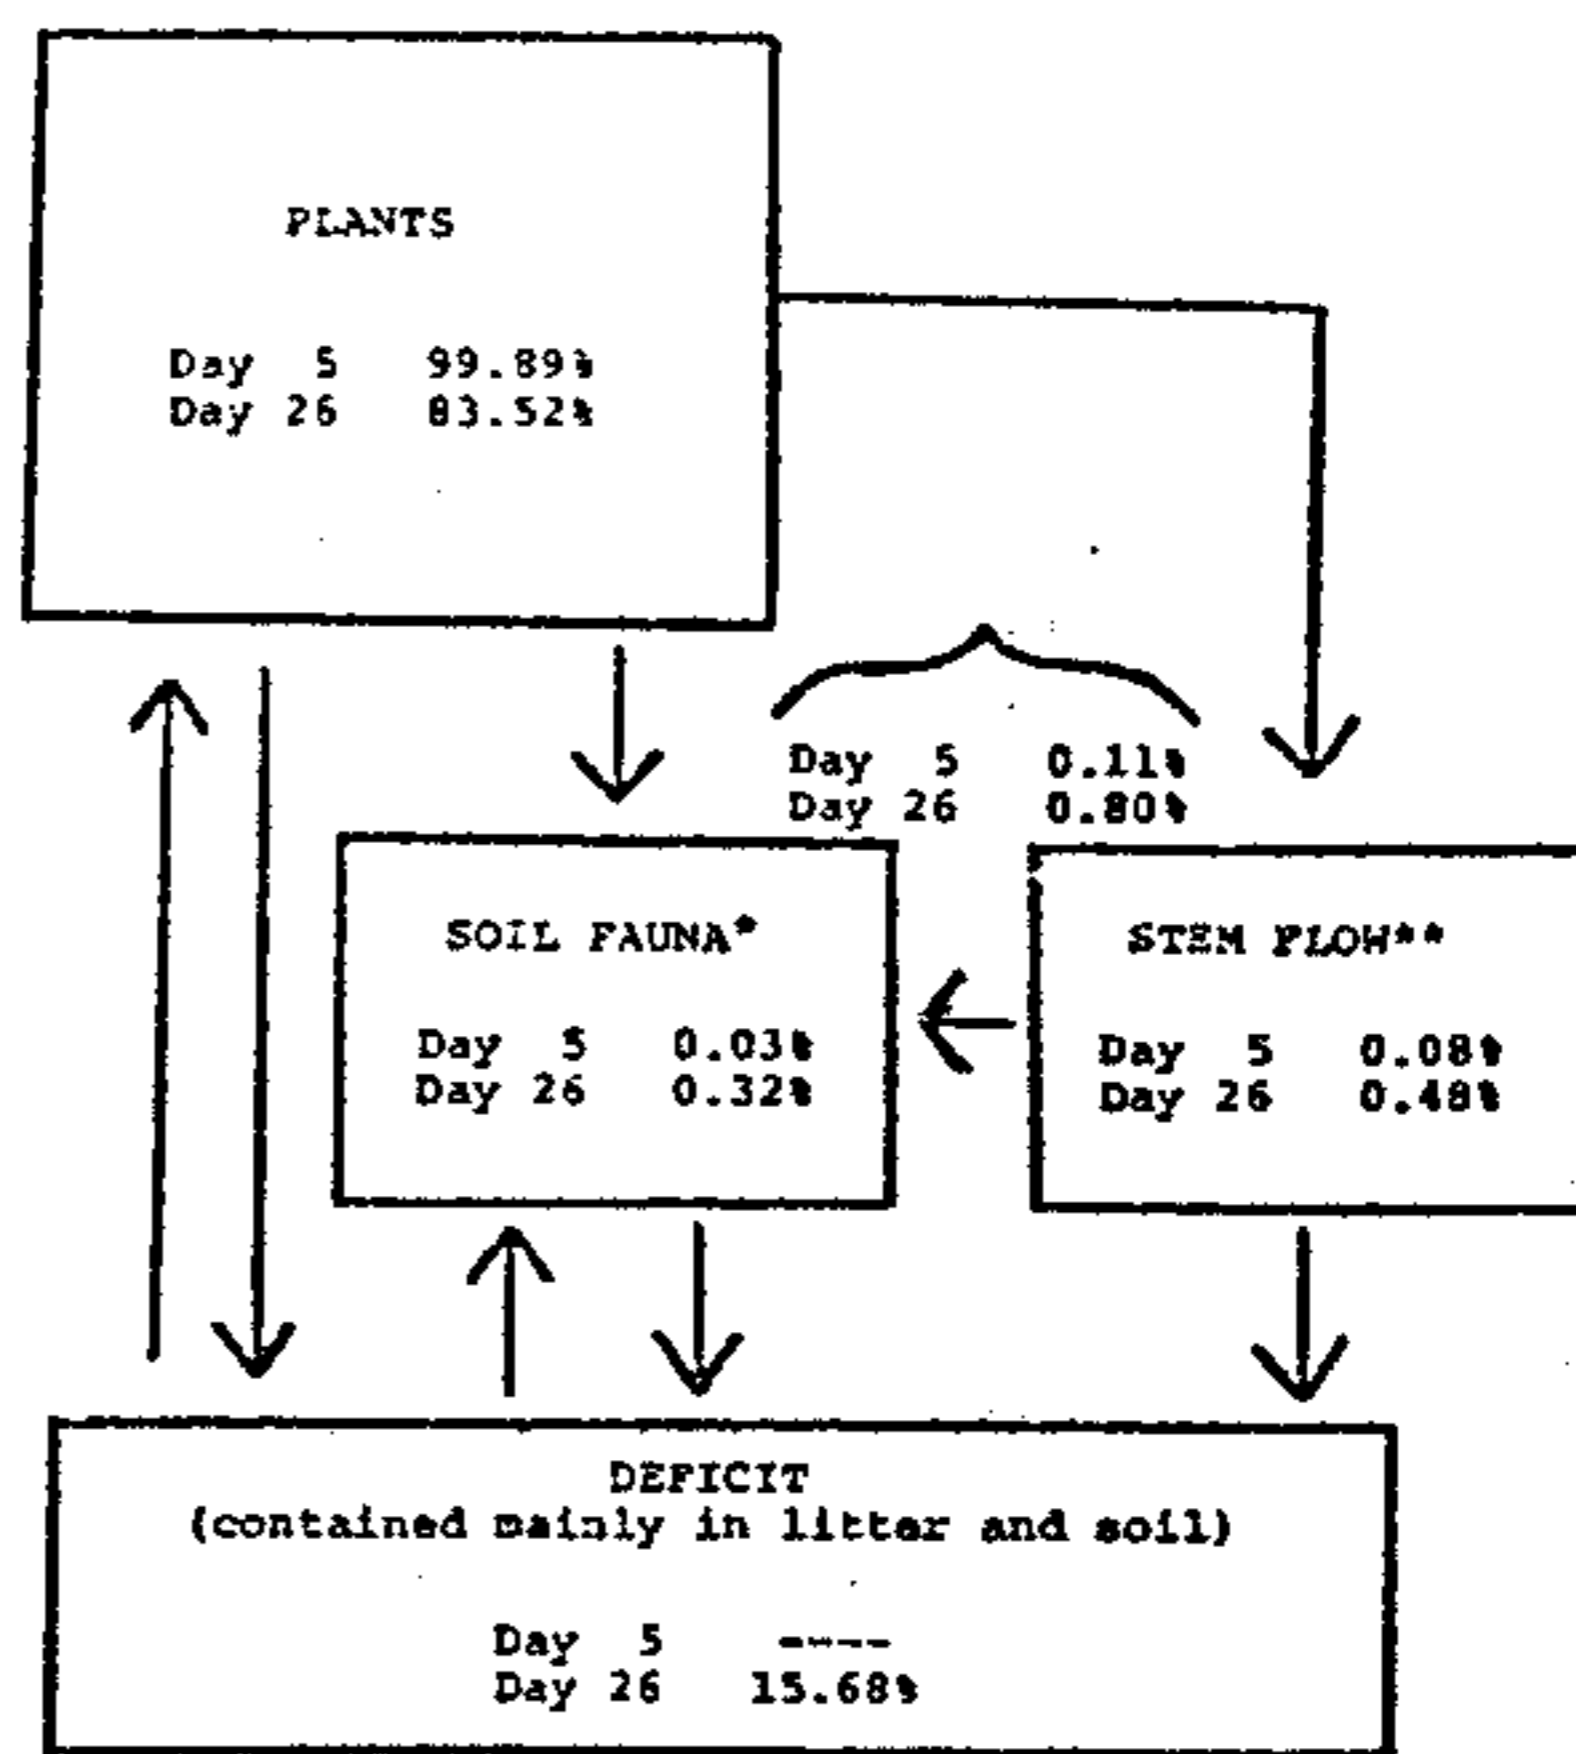 PLANTS
Day 5 99.89%
Day 26 83.52%
Day 5 0.11%
Day 26 0.80%
SOIL FAUNA*
Day 5 0.03%
Day 26 0.32%
STEM FLOW**
Day 5 0.08%
Day 26 0.48%
DEFICIT
(contained mainly in litter and soil)
Day 5 ----
Day 26 15.68%